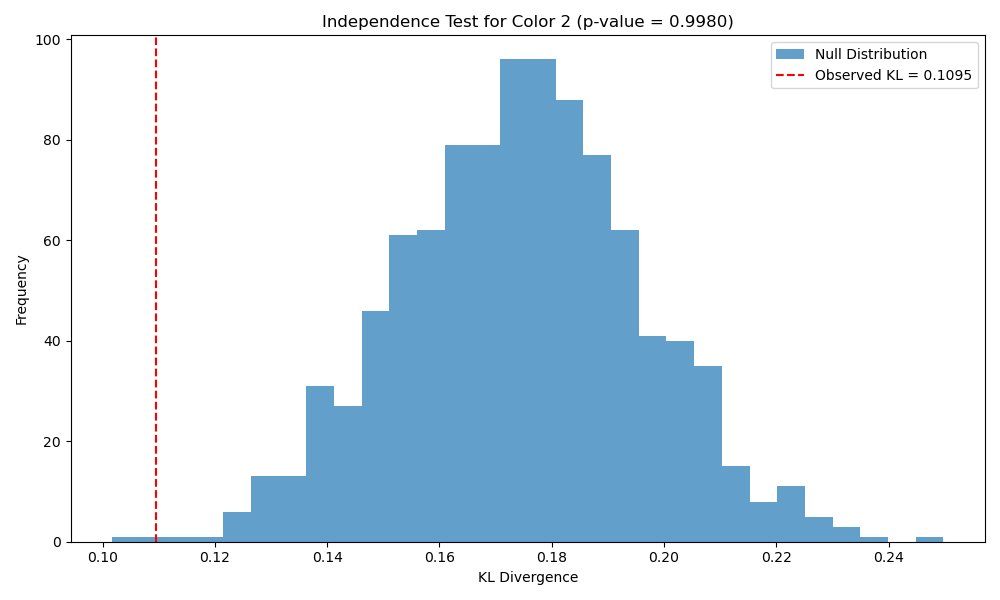 Independence Test for Color 2 (p-value = 0.9980)
Null Distribution
Observed KL = 0.1095
100
80
60
40
20
0
Frequency
0.10 0.12 0.14 0.16 0.18 0.20 0.22 0.24
KL Divergence